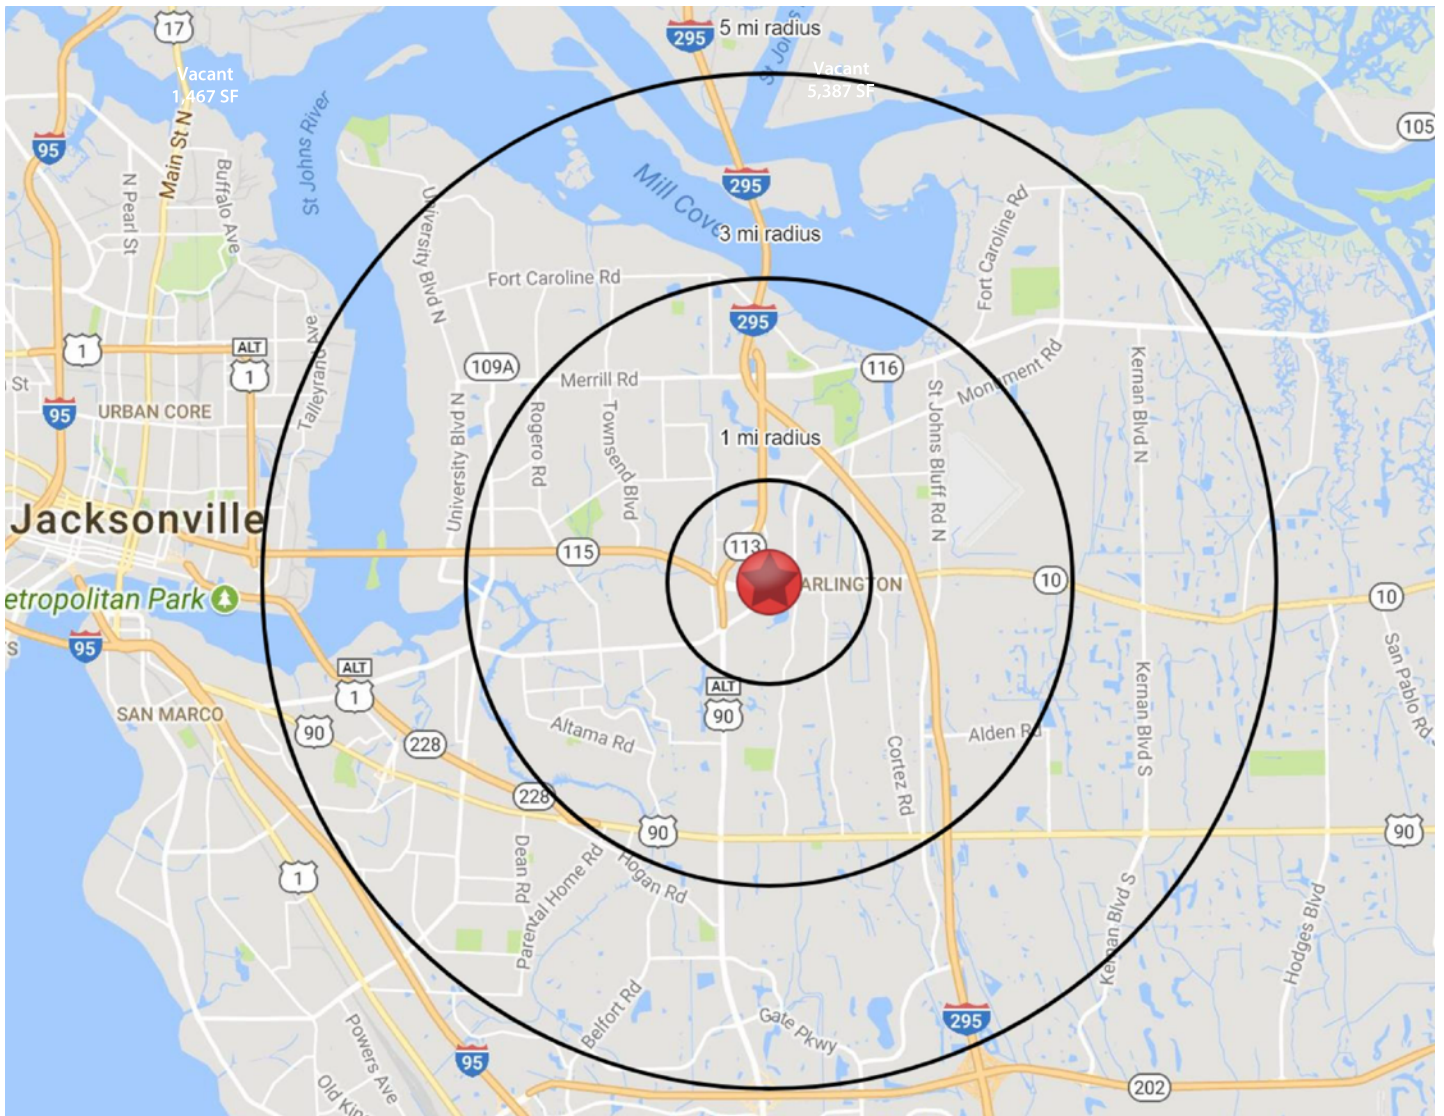 17
295
5 mi radius
Vacant
1,467 SF
Vacant
5,387 SF
St Johns River
105
95
Main St N
N Pearl St
Buffalo Ave
295
Mill Cove
3 mi radius
University Blvd N
Fort Caroline Rd
Fort Caroline Rd
295
1
ALT
1
St
Talleyrand Ave
109A
Merrill Rd
116
Monument Rd
Kernan Blvd N
95
URBAN CORE
University Blvd N
Rogero Rd
Townsend Blvd
1 mi radius
St Johns Bluff Rd N
Jacksonville
115
113
ARLINGTON
10
10
etropolitan Park
95
ALT
1
SAN MARCO
90
228
Altama Rd
ALT
90
Alden Rd
Kernan Blvd S
San Pablo Rd
Cortez Rd
228
90
90
1
Dean Rd
Parental Home Rd
Hogan Rd
Kernan Blvd S
Hodges Blvd
Belfort Rd
Gate Pkwy
295
Powers Ave
95
202
Old King